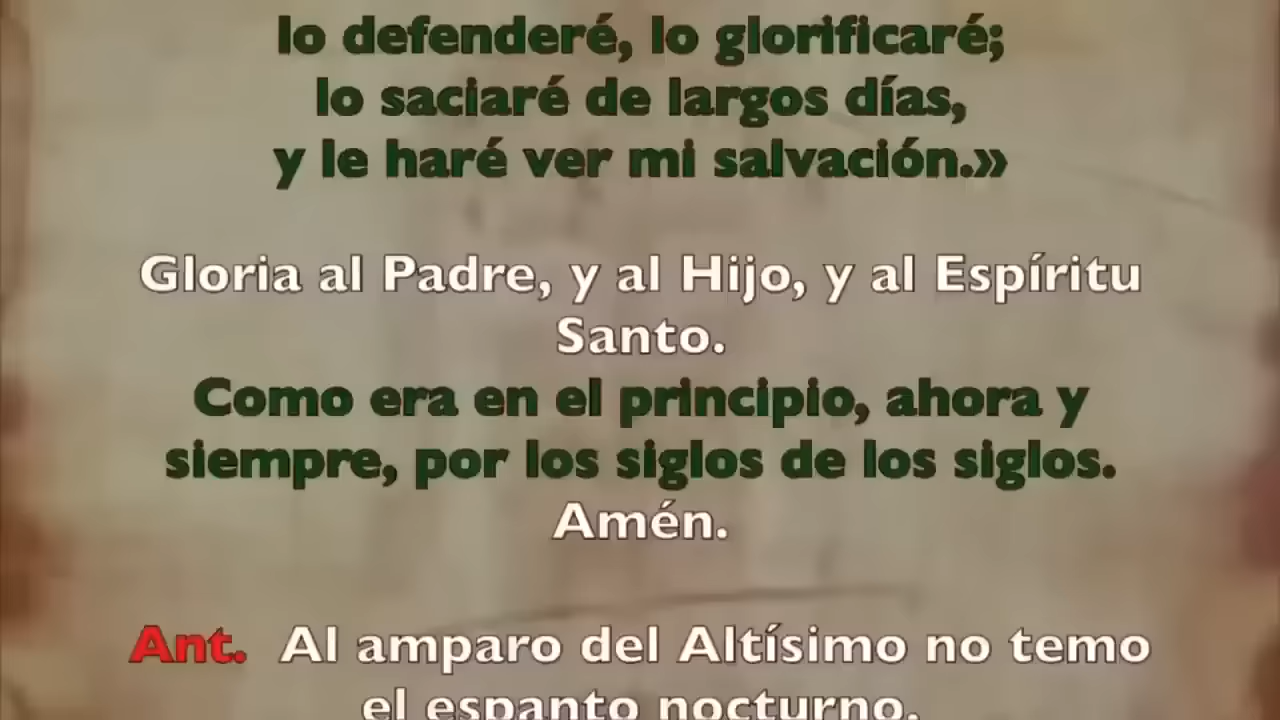 lo defenderé, lo glorificaré;
lo saciaré de largos días,
y le haré ver mi salvación.»
Gloria al Padre, y al Hijo, y al Espíritu
Santo.
Como era en el principio, ahora y
siempre, por los siglos de los siglos.
Amén.
Ant. Al amparo del Altísimo no temo
el espanto nocturno.